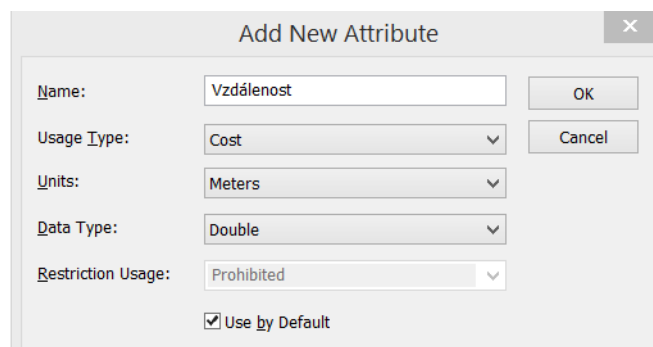 Add New Attribute
Name: Vzdálenost OK
Usage Type: Cost Cancel
Units: Meters
Data Type: Double
Restriction Usage: Prohibited
Use by Default